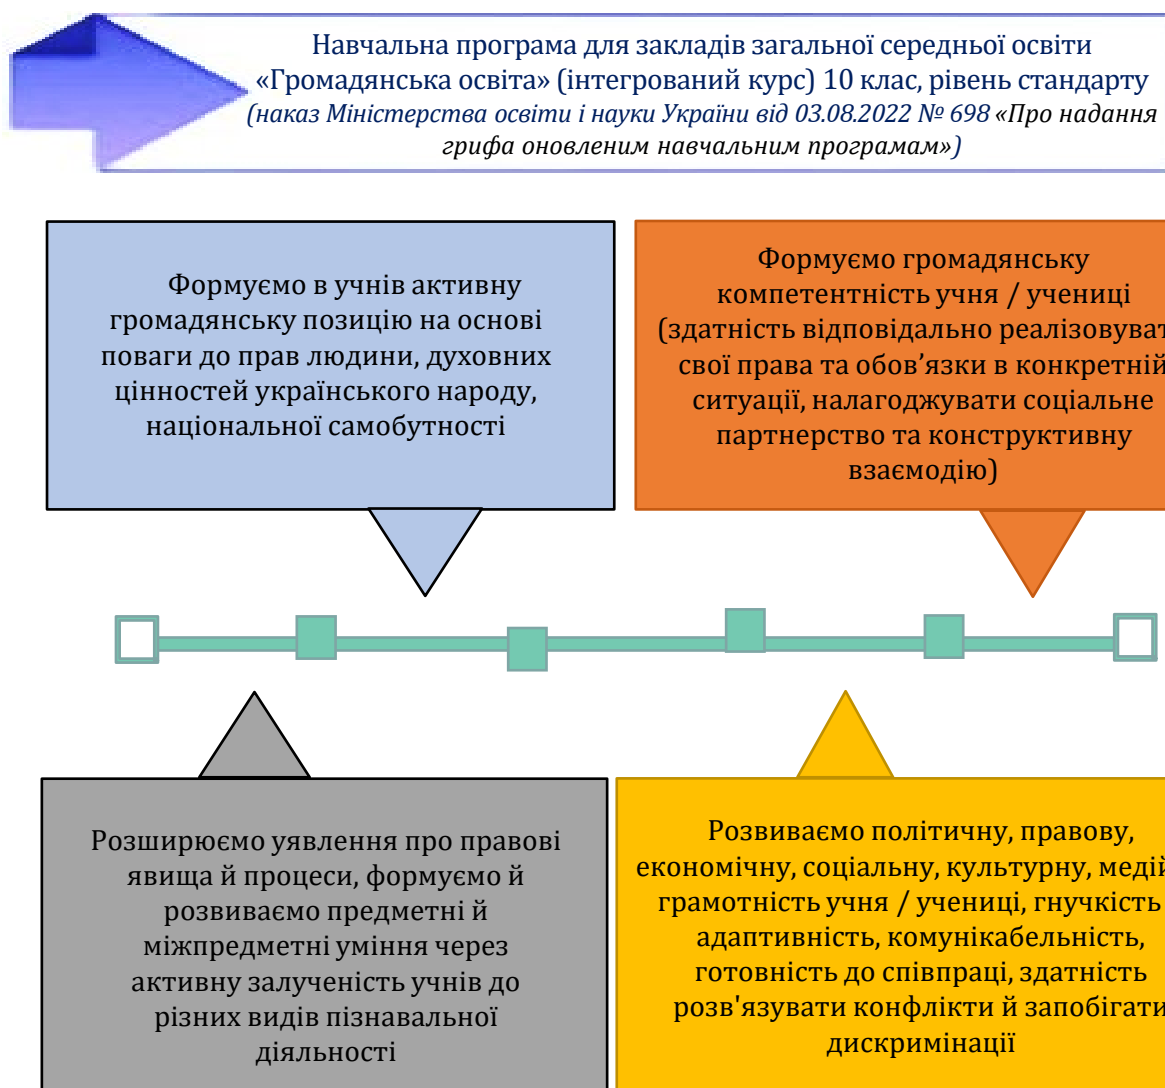 Навчальна програма для закладів загальної середньої освіти
«Громадянська освіта» (інтегрований курс) 10 клас, рівень стандарту
(наказ Міністерства освіти і науки України від 03.08.2022 № 698 «Про надання
грифа оновленим навчальним програмам»)
Формуємо в учнів активну
громадянську позицію на основі
поваги до прав людини, духовних
цінностей українського народу,
національної самобутності
Формуємо громадянську
компетентність учня / учениці
(здатність відповідально реалізовуват
свої права та обов’язки в конкретній
ситуації, налагоджувати соціальне
партнерство та конструктивну
взаємодію)
Розширюємо уявлення про правові
явища й процеси, формуємо й
розвиваємо предметні й
міжпредметні уміння через
активну залученість учнів до
різних видів пізнавальної
діяльності
Розвиваємо політичну, правову,
економічну, соціальну, культурну, медій
грамотність учня / учениці, гнучкість
адаптивність, комунікабельність,
готовність до співпраці, здатність
розв'язувати конфлікти й запобігати
дискримінації